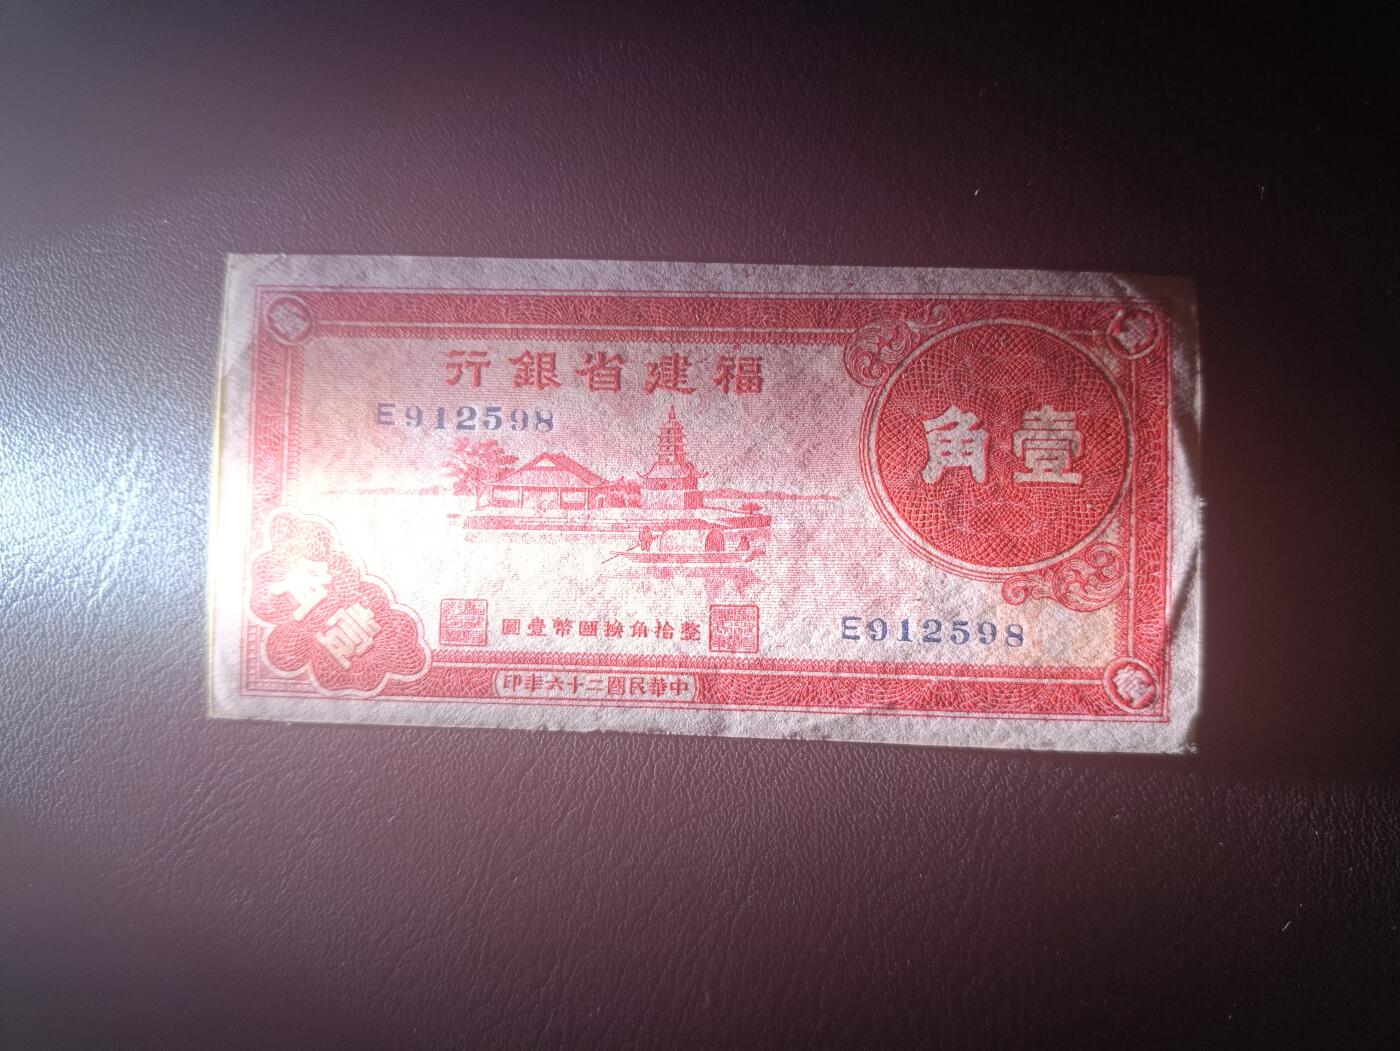 福建省銀行
E912598
壹角
壹角
整拾角換國幣壹圓
E912598
中華民國二十六年印